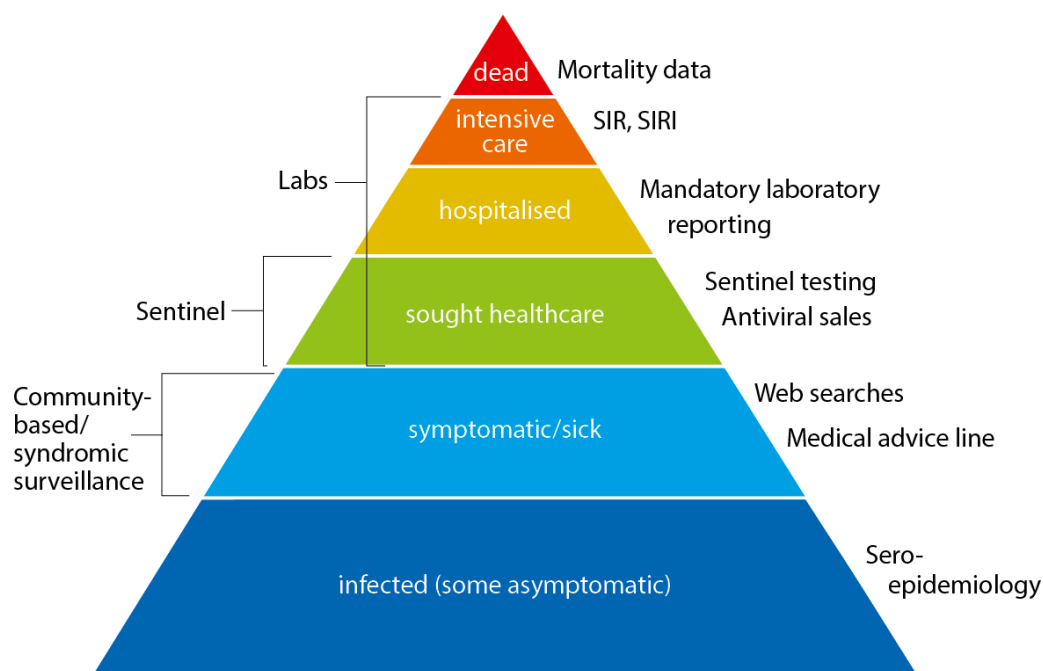 dead
Mortality data
intensive
care
SIR, SIRI
Labs
hospitalised
Mandatory laboratory
reporting
Sentinel
sought healthcare
Sentinel testing
Antiviral sales
Community-
based/
syndromic
surveillance
symptomatic/sick
Web searches
Medical advice line
infected (some asymptomatic)
Sero-
epidemiology